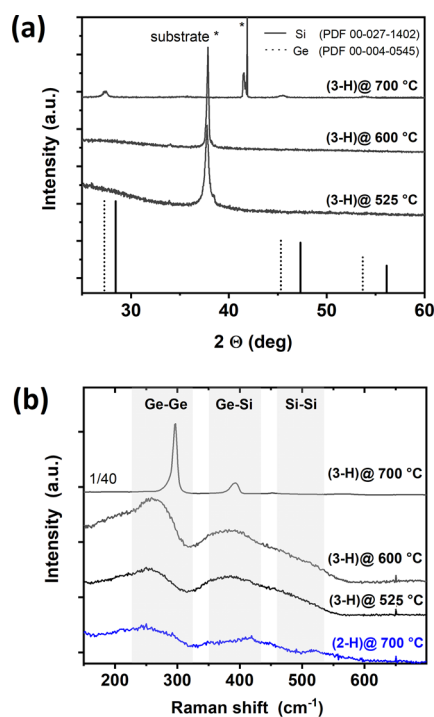 (a)
substrate *
*
Si (PDF 00-027-1402)
Ge (PDF 00-004-0545)
(3-H)@ 700 °C
(3-H)@ 600 °C
(3-H)@ 525 °C
Intensity (a.u.)
30 40 50 60
2 Θ (deg)
(b)
Ge-Ge Ge-Si Si-Si
1/40
(3-H)@ 700 °C
(3-H)@ 600 °C
(3-H)@ 525 °C
(2-H)@ 700 °C
Intensity (a.u.)
200 300 400 500 600
Raman shift (cm-1)